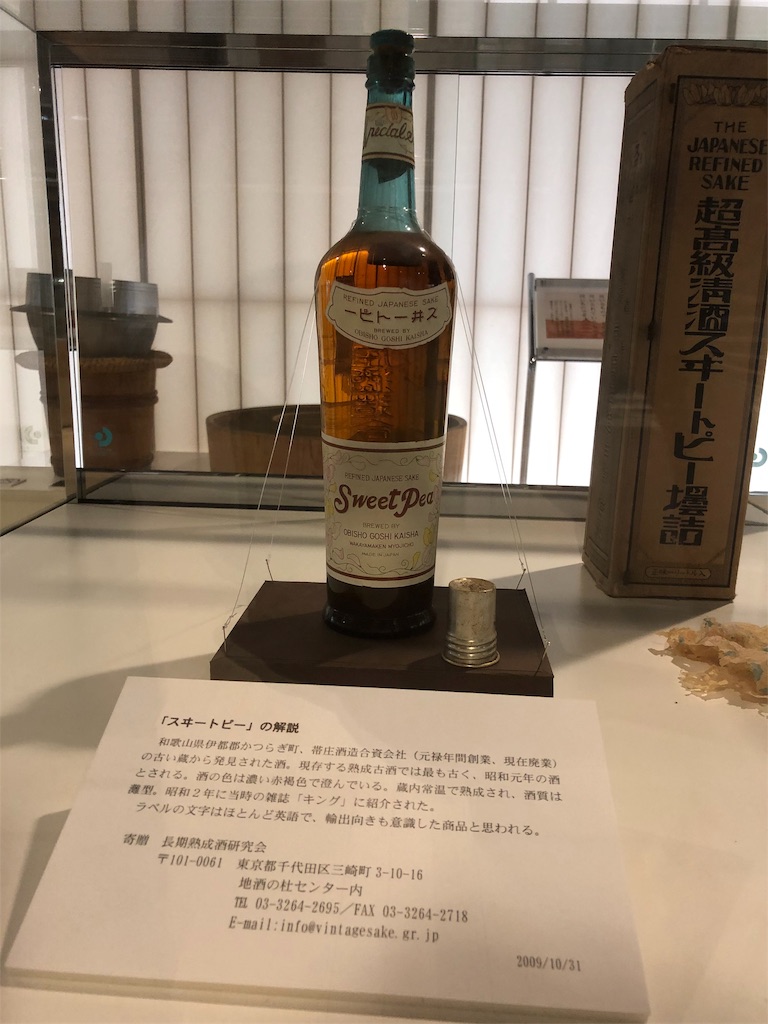 Speciale
REFINED JAPANESE SAKE
ーピトーヰス
BREWED BY
OBISHO GOSHI KAISHA
REFINED JAPANESE SAKE
Sweet Pea
BREWED BY
OBISHO GOSHI KAISHA
WAKAYAMAKEN MYOJICHO
MADE IN JAPAN
THE
JAPANESE
REFINED
SAKE
超高級清酒スヰートピー壜詰
「スヰートピー」の解説
和歌山県伊都郡かつらぎ町、帯庄酒造合資会社（元禄年間創業、現在廃業）
の古い蔵から発見された酒。現存する熟成古酒では最も古く、昭和元年の酒
とされる。酒の色は濃い赤褐色で澄んでいる。蔵内常温で熟成され、酒質は
濃型。昭和２年に当時の雑誌「キング」に紹介された。
ラベルの文字はほとんど英語で、輸出向きも意識した商品と思われる。
寄贈　長期熟成酒研究会
〒101-0061　東京都千代田区三崎町 3-10-16
地酒の杜センター内
℡ 03-3264-2695／FAX 03-3264-2718
E-mail:info@vintagesake.gr.jp
2009/10/31